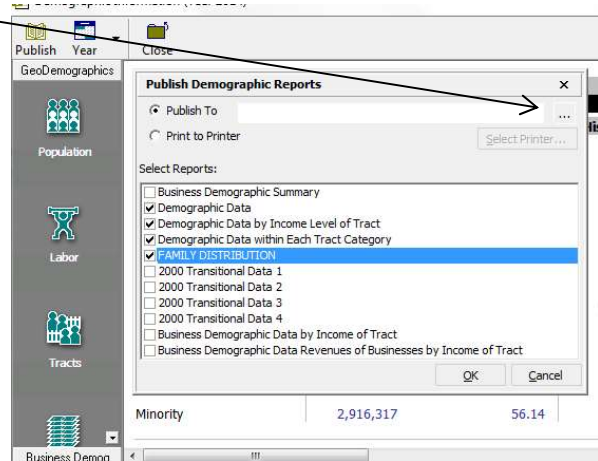 Publish Year Close
GeoDemographics
Population
Labor
Tracts
Business Demog
Publish Demographic Reports x
Publish To ...
Print to Printer Select Printer...
Select Reports:
Business Demographic Summary
Demographic Data
Demographic Data by Income Level of Tract
Demographic Data within Each Tract Category
FAMILY DISTRIBUTION
2000 Transitional Data 1
2000 Transitional Data 2
2000 Transitional Data 3
2000 Transitional Data 4
Business Demographic Data by Income of Tract
Business Demographic Data Revenues of Businesses by Income of Tract
OK Cancel
Minority 2,916,317 56.14